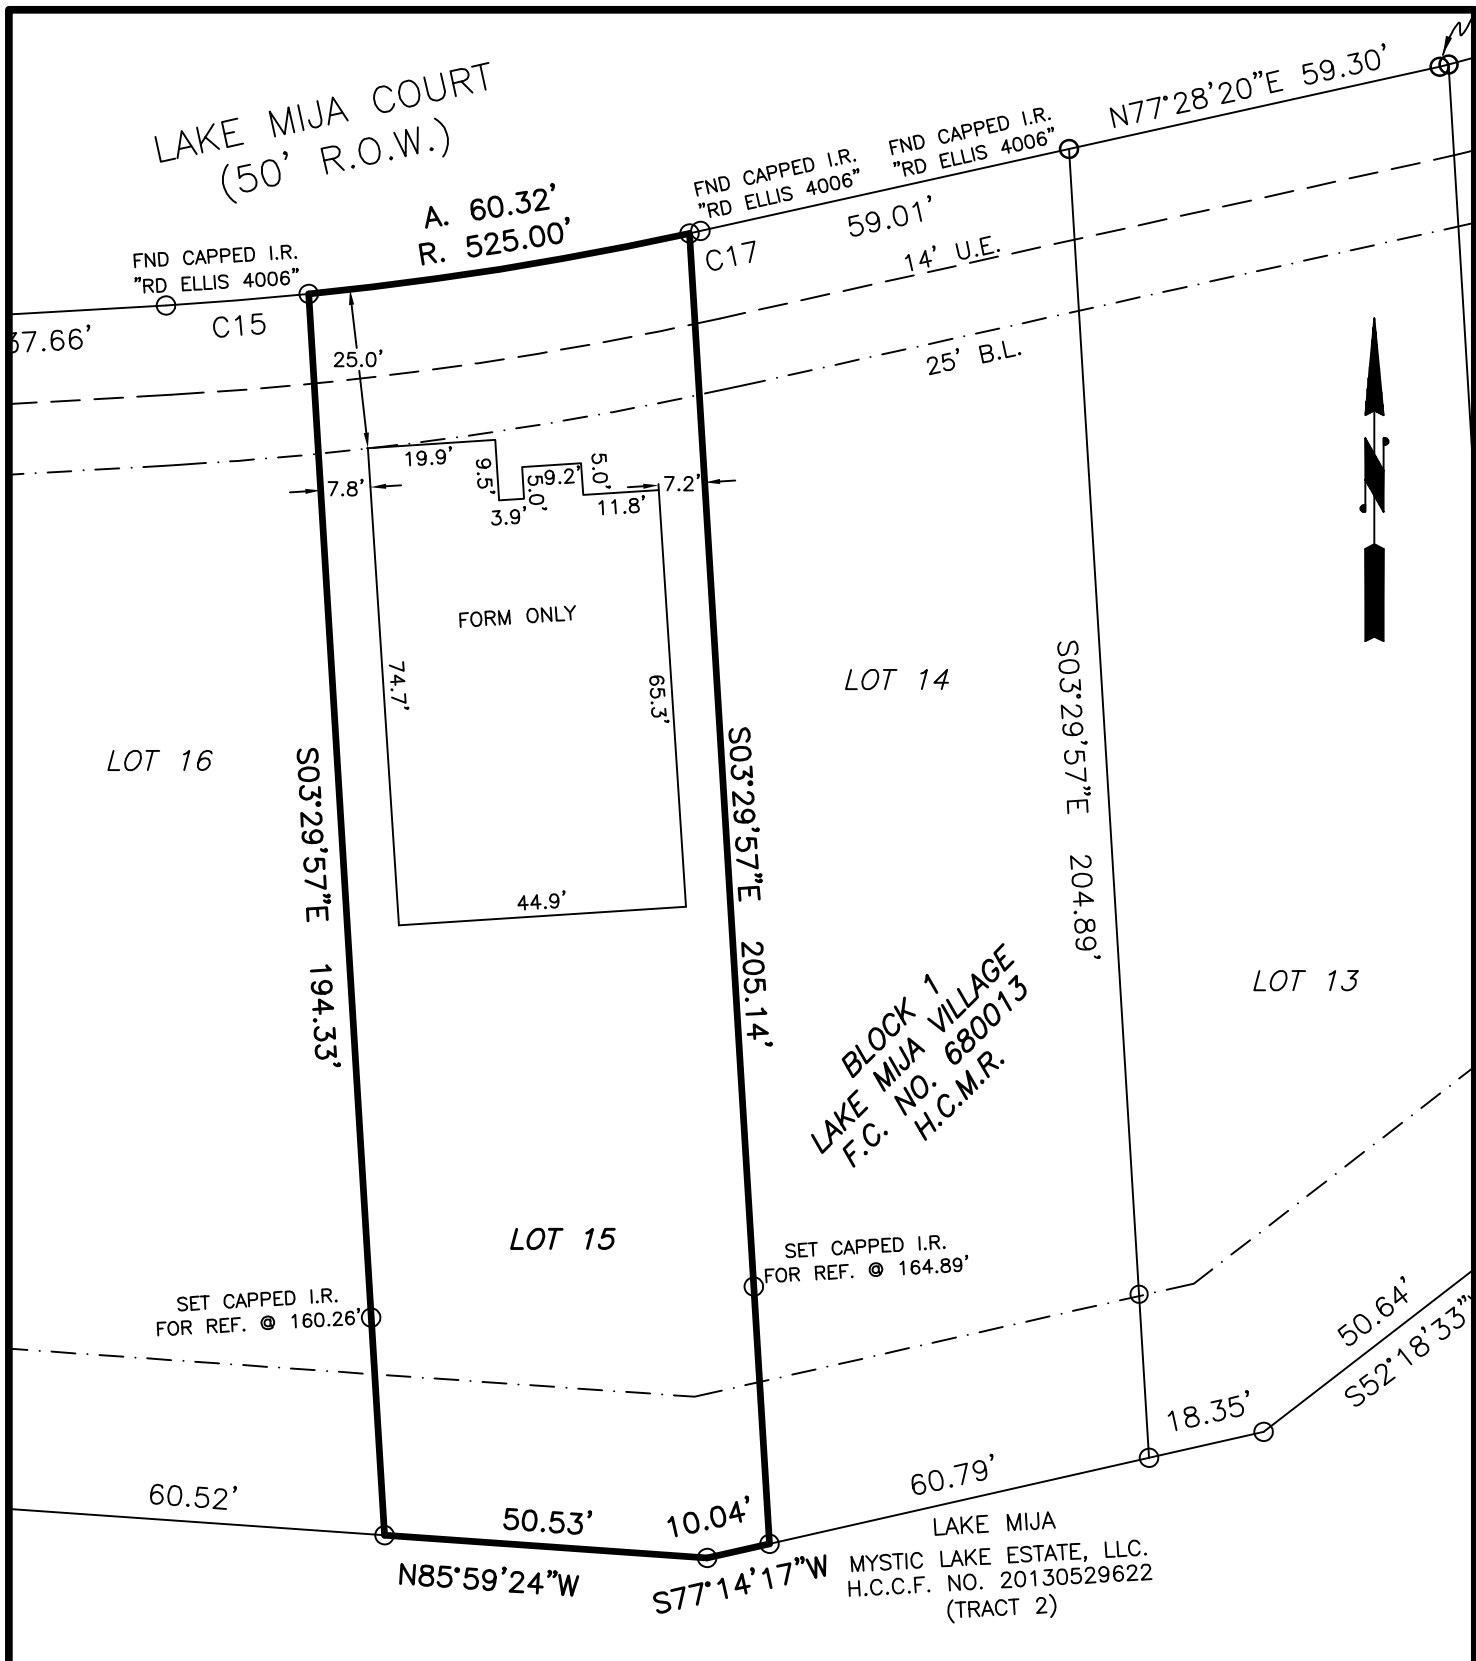 LAKE MIJA COURT
(50' R.O.W.)
N77°28'20"E 59.30'
FND CAPPED I.R.
"RD ELLIS 4006"
FND CAPPED I.R.
"RD ELLIS 4006"
FND CAPPED I.R.
"RD ELLIS 4006"
A. 60.32'
R. 525.00'
59.01'
C17
C15
37.66'
14' U.E.
25' B.L.
25.0'
19.9'
9.5'
3.9'
5.0'
9.2'
5.0'
11.8'
7.8'
7.2'
FORM ONLY
74.7'
65.3'
44.9'
LOT 16
LOT 14
LOT 13
N
S03°29'57"E 194.33'
S03°29'57"E 205.14'
S03°29'57"E 204.89'
BLOCK 1
LAKE MIJA VILLAGE
F.C. NO. 680013
H.C.M.R.
LOT 15
SET CAPPED I.R.
FOR REF. @ 164.89'
SET CAPPED I.R.
FOR REF. @ 160.26'
50.64'
S52°18'33"
18.35'
60.79'
60.52'
50.53'
10.04'
N85°59'24"W
S77°14'17"W
LAKE MIJA
MYSTIC LAKE ESTATE, LLC.
H.C.C.F. NO. 20130529622
(TRACT 2)